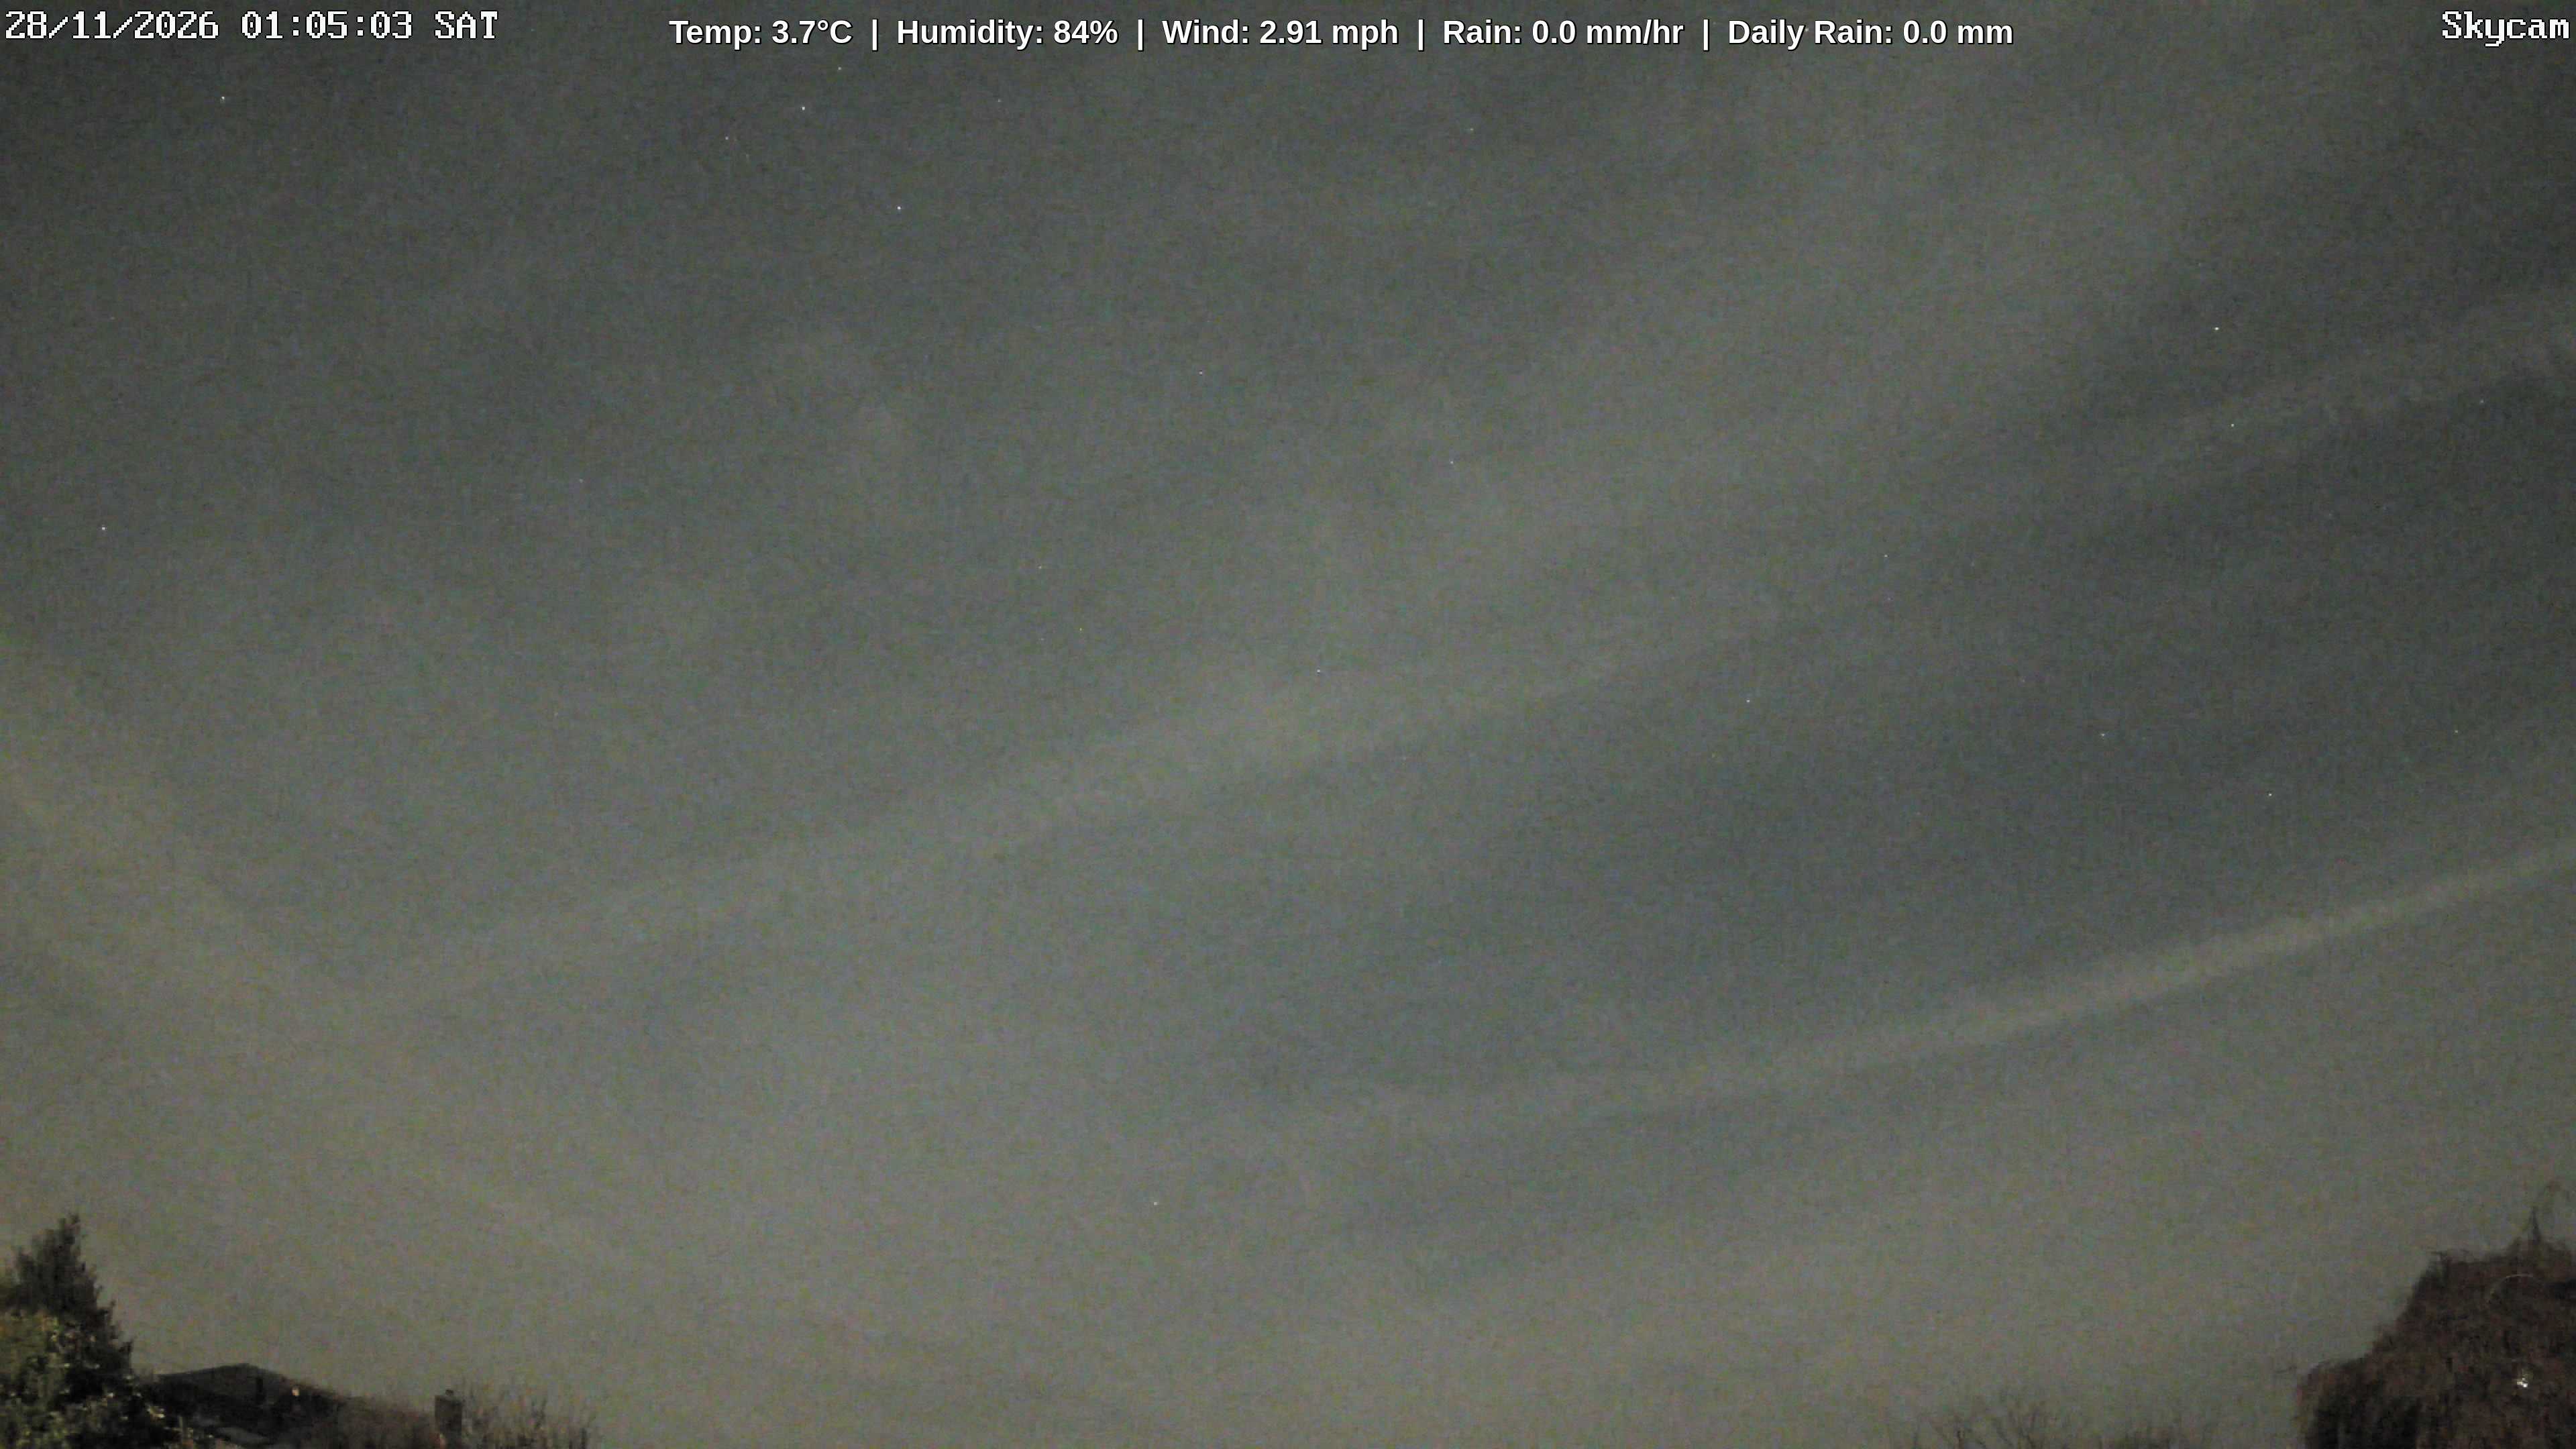 28/11/2026 01:05:03 SAT
Temp: 3.7°C | Humidity: 84% | Wind: 2.91 mph | Rain: 0.0 mm/hr | Daily Rain: 0.0 mm
Skycam